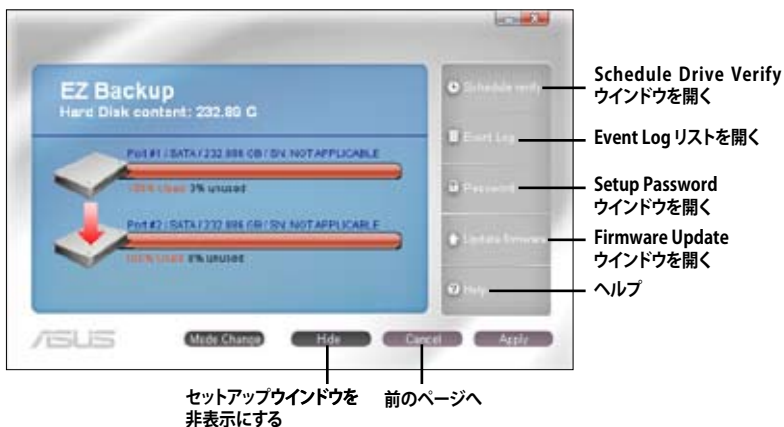 EZ Backup
Hard Disk content: 232.89 G
Port #1 / SATA / 232.886 GB / SN: NOT APPLICABLE
Used 3% unused
Port #2 / SATA / 232.886 GB / SN: NOT APPLICABLE
100% Used 0% unused
Schedule verify
Event Log
Password
Update firmware
Help
ASUS
Mode Change
Hide
Cancel
Apply
Schedule Drive Verify
ウインドウを開く
Event Log リストを開く
Setup Password
ウインドウを開く
Firmware Update
ウインドウを開く
ヘルプ
セットアップウインドウを
非表示にする
前のページへ